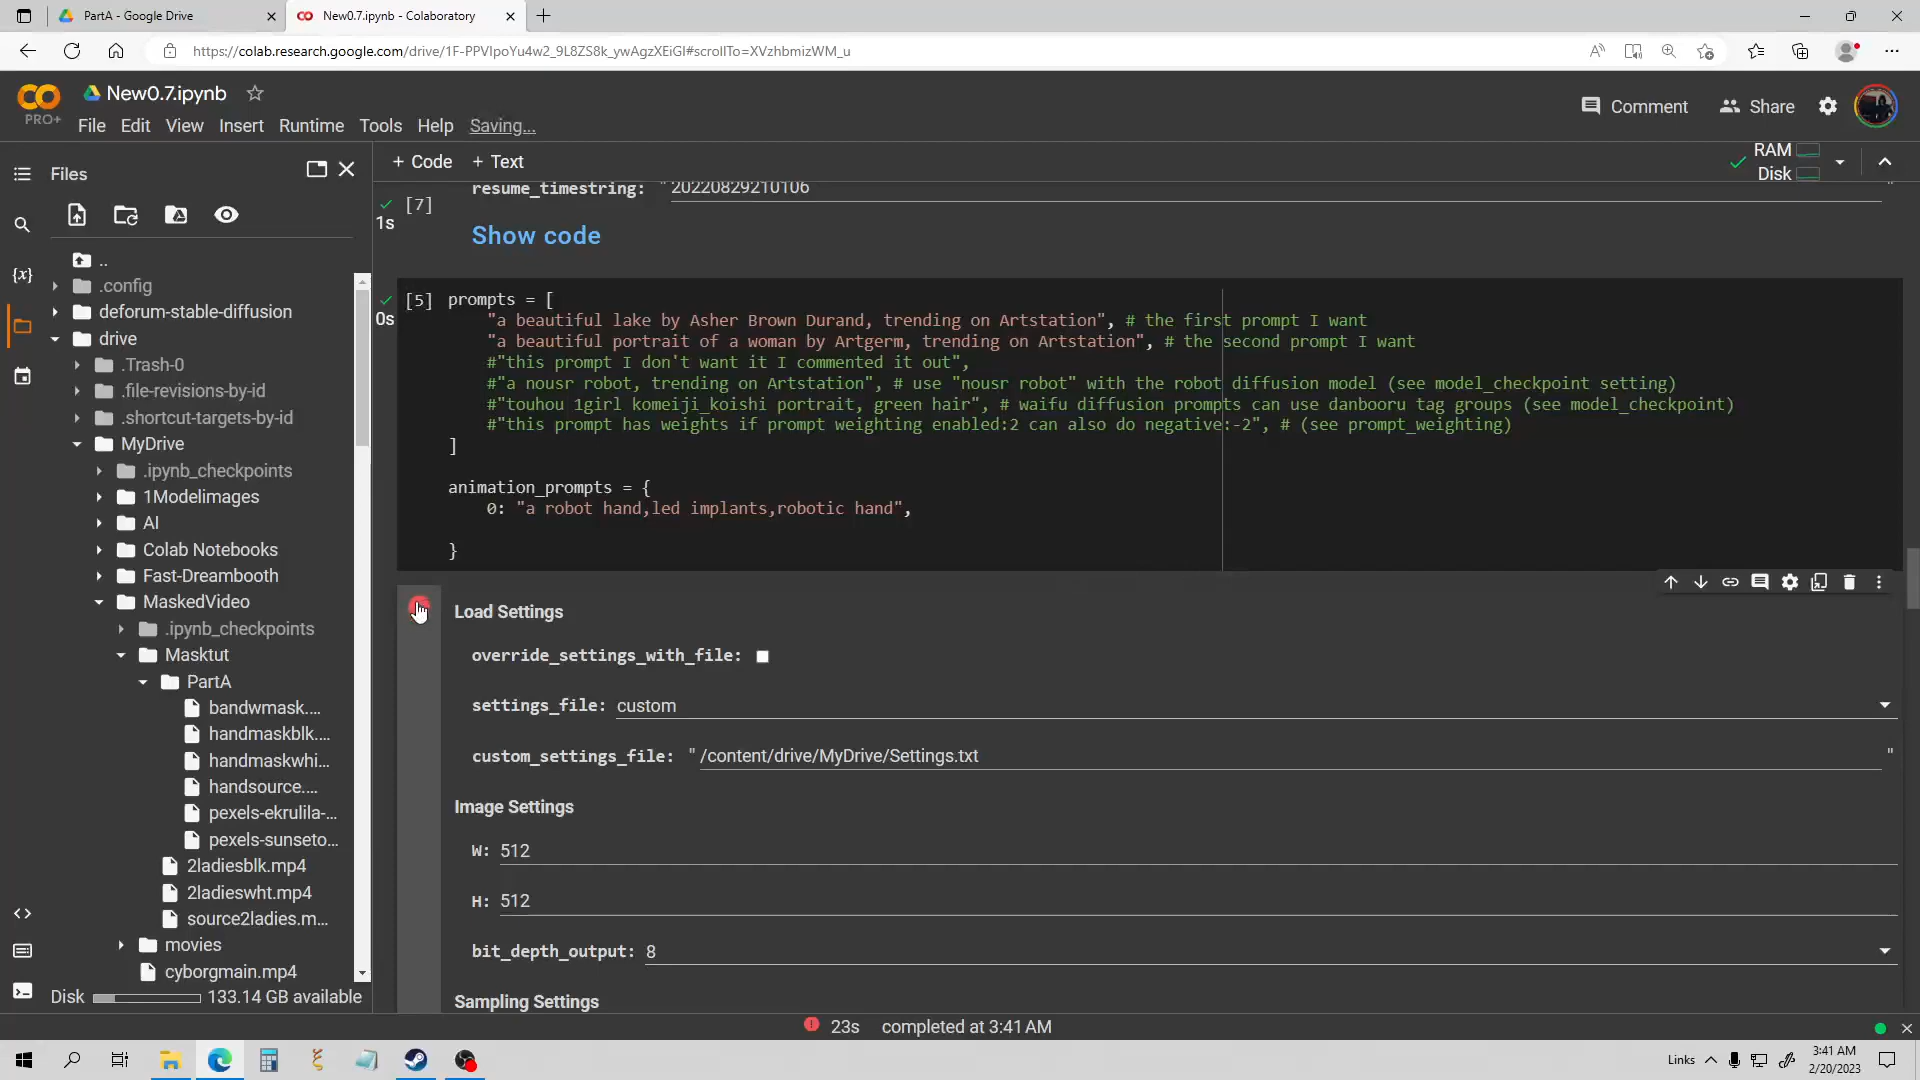 PartA - Google Drive
New0.7.ipynb - Colaboratory
https://colab.research.google.com/drive/1F-PPVIpoYu4w2_9L8ZS8k_ywAgzXEiGI#scrollTo=XVzhbmizWM_u
PRO+
New0.7.ipynb
File Edit View Insert Runtime Tools Help Saving...
Comment
Share
Files
+ Code + Text
RAM
Disk
..
.config
deforum-stable-diffusion
drive
.Trash-0
.file-revisions-by-id
.shortcut-targets-by-id
MyDrive
.ipynb_checkpoints
1Modelimages
AI
Colab Notebooks
Fast-Dreambooth
MaskedVideo
.ipynb_checkpoints
Masktut
PartA
bandwmask....
handmaskblk....
handmaskwhi...
handsource....
pexels-ekrulila-...
pexels-sunseto...
2ladiesblk.mp4
2ladieswht.mp4
source2ladies.m...
movies
cyborgmain.mp4
Disk 133.14 GB available
resume_timestring: "20220829210106 "
[7]
1s
Show code
[5]
0s
prompts = [
"a beautiful lake by Asher Brown Durand, trending on Artstation", # the first prompt I want
"a beautiful portrait of a woman by Artgerm, trending on Artstation", # the second prompt I want
#"this prompt I don't want it I commented it out",
#"a nousr robot, trending on Artstation", # use "nousr robot" with the robot diffusion model (see model_checkpoint setting)
#"touhou 1girl komeiji_koishi portrait, green hair", # waifu diffusion prompts can use danbooru tag groups (see model_checkpoint)
#"this prompt has weights if prompt weighting enabled:2 can also do negative:-2", # (see prompt_weighting)
]
animation_prompts = {
0: "a robot hand,led implants,robotic hand",
}
Load Settings
override_settings_with_file:
settings_file: custom
custom_settings_file: "/content/drive/MyDrive/Settings.txt "
Image Settings
W: 512
H: 512
bit_depth_output: 8
Sampling Settings
23s completed at 3:41 AM
Links
3:41 AM
2/20/2023